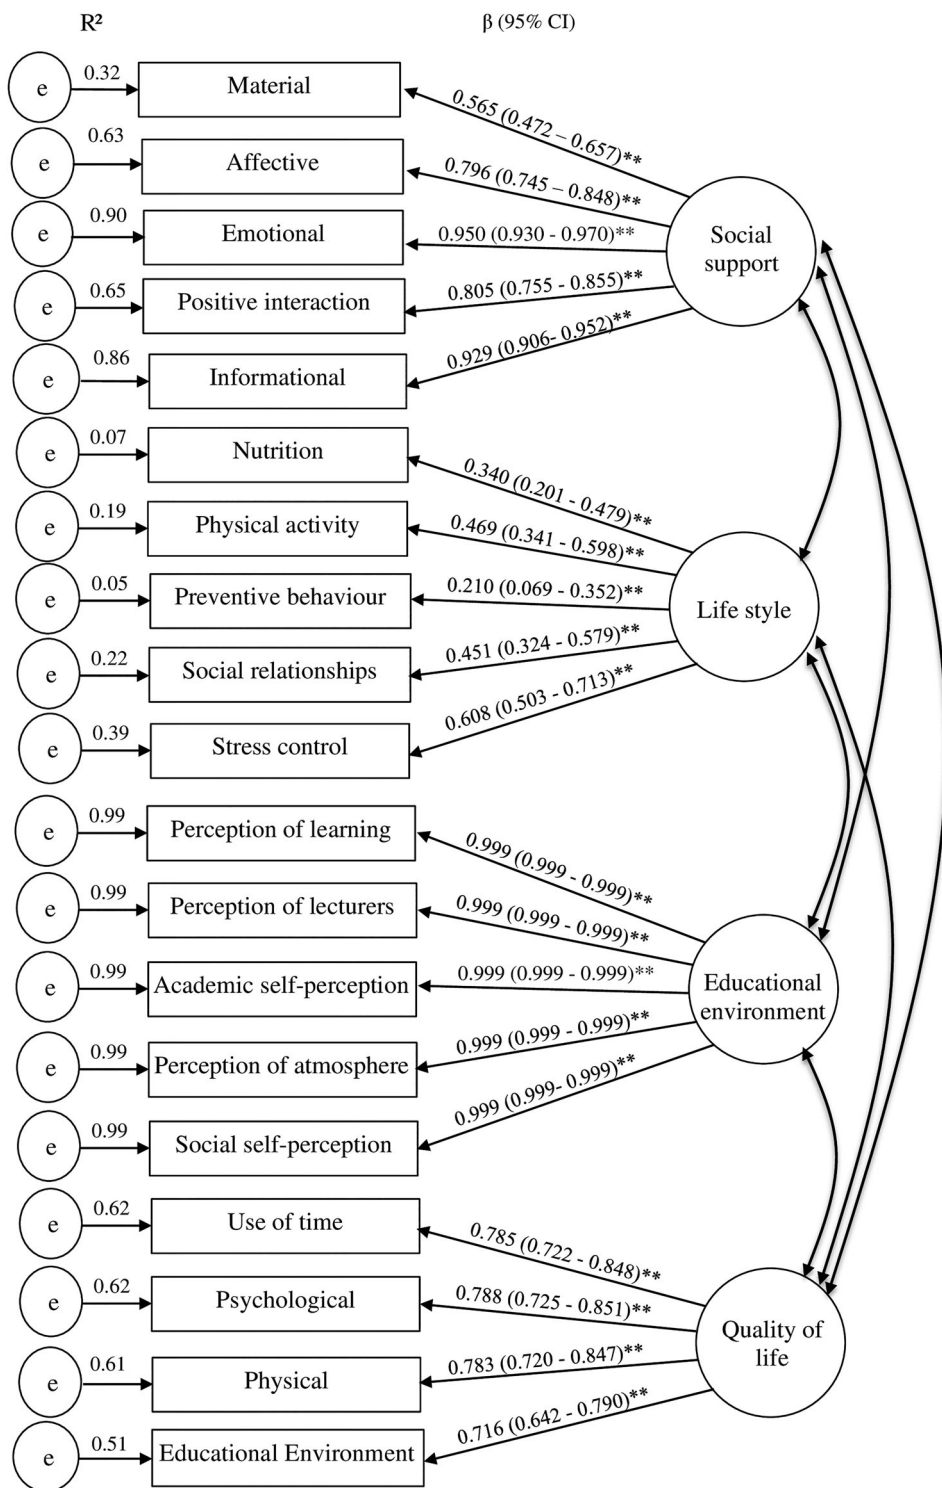 R² β (95% CI)
e 0.32 Material 0.565 (0.472 – 0.657)**
e 0.63 Affective 0.796 (0.745 – 0.848)**
e 0.90 Emotional 0.950 (0.930 - 0.970)**
Social
support
e 0.65 Positive interaction 0.805 (0.755 - 0.855)**
e 0.86 Informational 0.929 (0.906- 0.952)**
e 0.07 Nutrition 0.340 (0.201 - 0.479)**
e 0.19 Physical activity 0.469 (0.341 - 0.598)**
e 0.05 Preventive behaviour 0.210 (0.069 - 0.352)**
Life style
e 0.22 Social relationships 0.451 (0.324 - 0.579)**
e 0.39 Stress control 0.608 (0.503 - 0.713)**
e 0.99 Perception of learning 0.999 (0.999 - 0.999)**
e 0.99 Perception of lecturers 0.999 (0.999 - 0.999)**
e 0.99 Academic self-perception 0.999 (0.999 - 0.999)**
Educational
environment
e 0.99 Perception of atmosphere 0.999 (0.999 - 0.999)**
e 0.99 Social self-perception 0.999 (0.999- 0.999)**
e 0.62 Use of time 0.785 (0.722 - 0.848)**
e 0.62 Psychological 0.788 (0.725 - 0.851)**
Quality of
life
e 0.61 Physical 0.783 (0.720 - 0.847)**
e 0.51 Educational Environment 0.716 (0.642 - 0.790)**